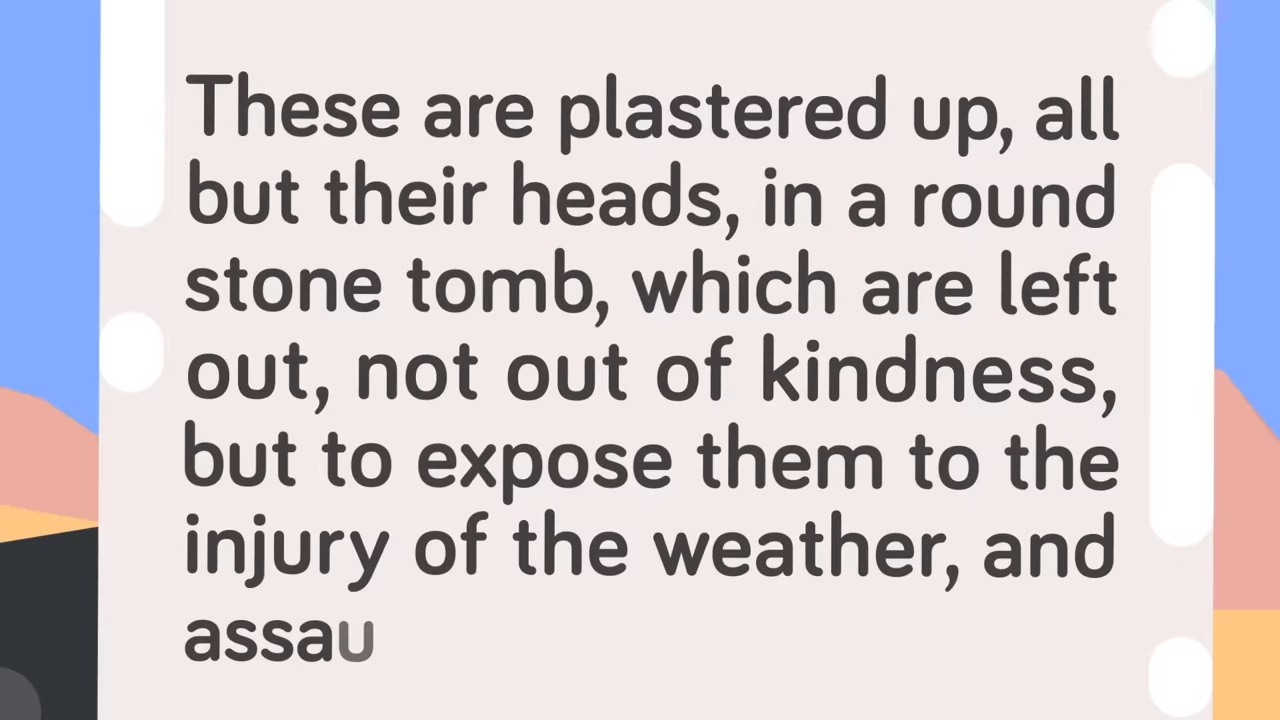 These are plastered up, all
but their heads, in a round
stone tomb, which are left
out, not out of kindness,
but to expose them to the
injury of the weather, and
assau